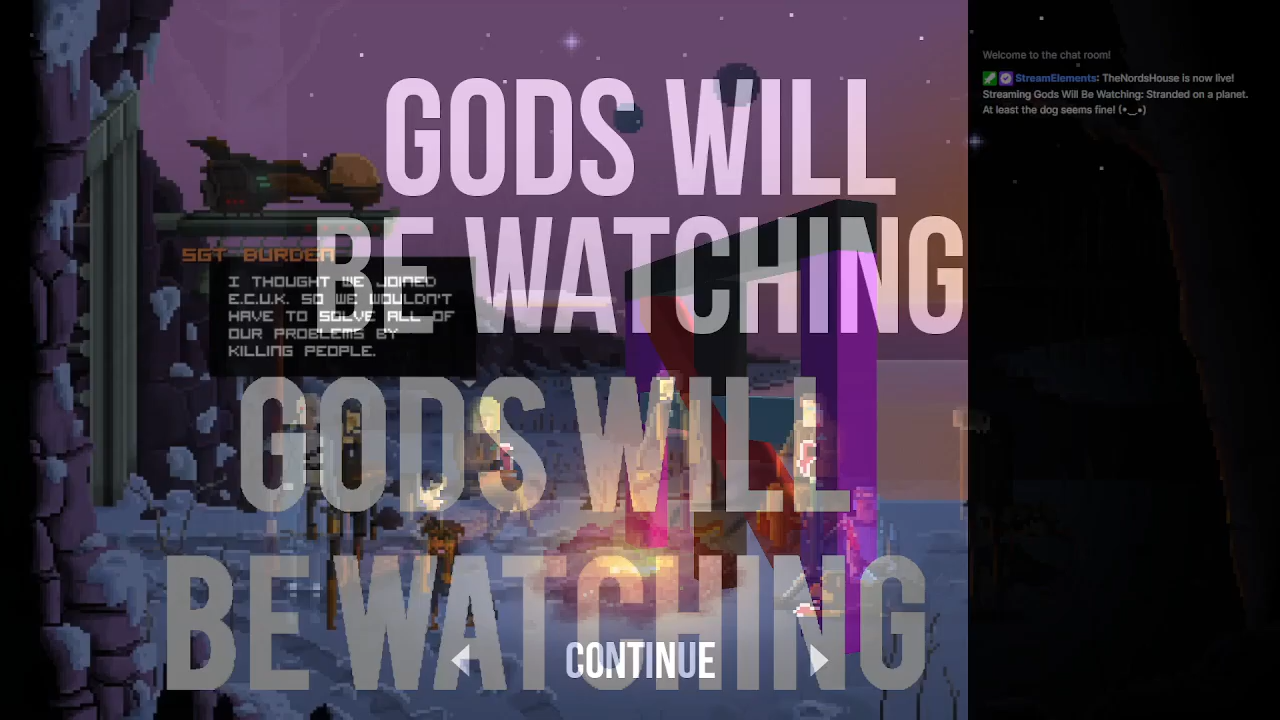 GODS WILL
BE WATCHING
SGT BURDEN
I THOUGHT WE JOINED
E.C.U.K. SO WE WOULDN'T
HAVE TO SOLVE ALL OF
OUR PROBLEMS BY
KILLING PEOPLE.
GODS WILL
BE WATCHING
CONTINUE
Welcome to the chat room!
StreamElements: TheNordsHouse is now live!
Streaming Gods Will Be Watching: Stranded on a planet.
At least the dog seems fine! (•‿•)